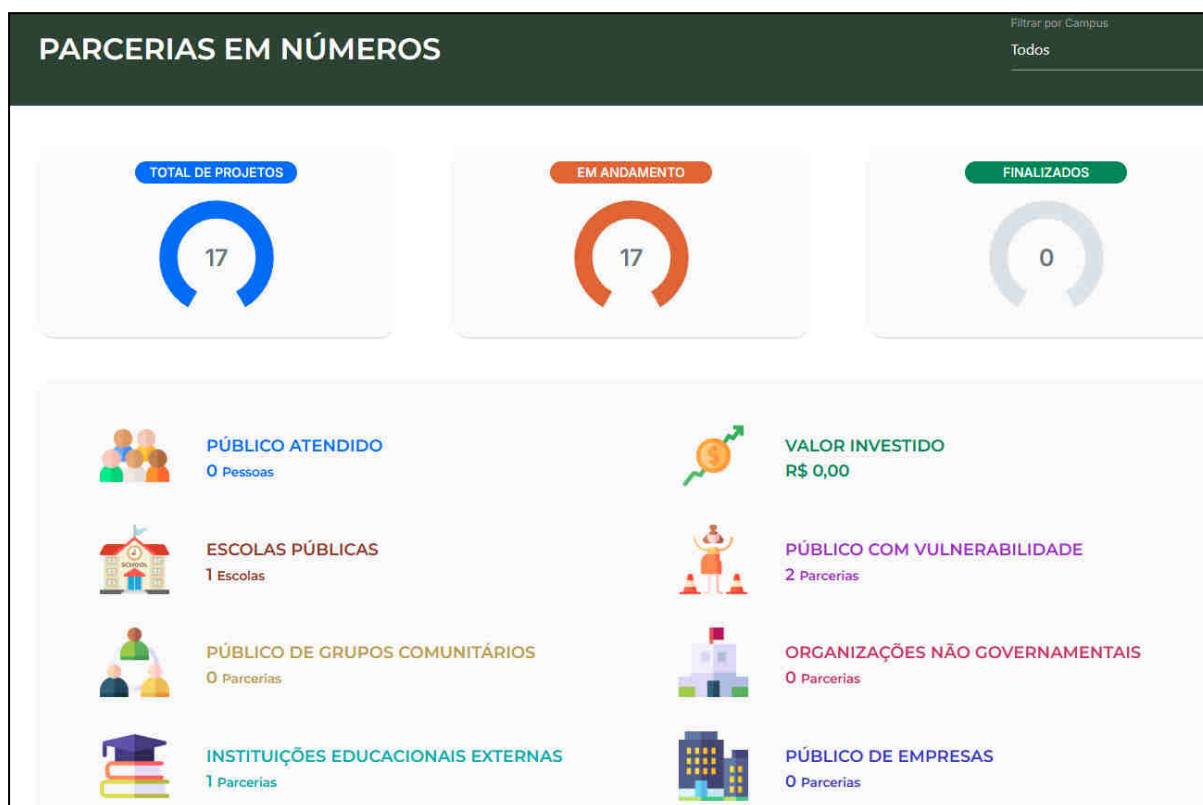 PARCERIAS EM NÚMEROS
Filtrar por Campus
Todos
TOTAL DE PROJETOS
17
EM ANDAMENTO
17
FINALIZADOS
0
PÚBLICO ATENDIDO
0 Pessoas
VALOR INVESTIDO
R$ 0,00
SCHOOL
ESCOLAS PÚBLICAS
1 Escolas
PÚBLICO COM VULNERABILIDADE
2 Parcerias
PÚBLICO DE GRUPOS COMUNITÁRIOS
0 Parcerias
ORGANIZAÇÕES NÃO GOVERNAMENTAIS
0 Parcerias
INSTITUIÇÕES EDUCACIONAIS EXTERNAS
1 Parcerias
PÚBLICO DE EMPRESAS
0 Parcerias